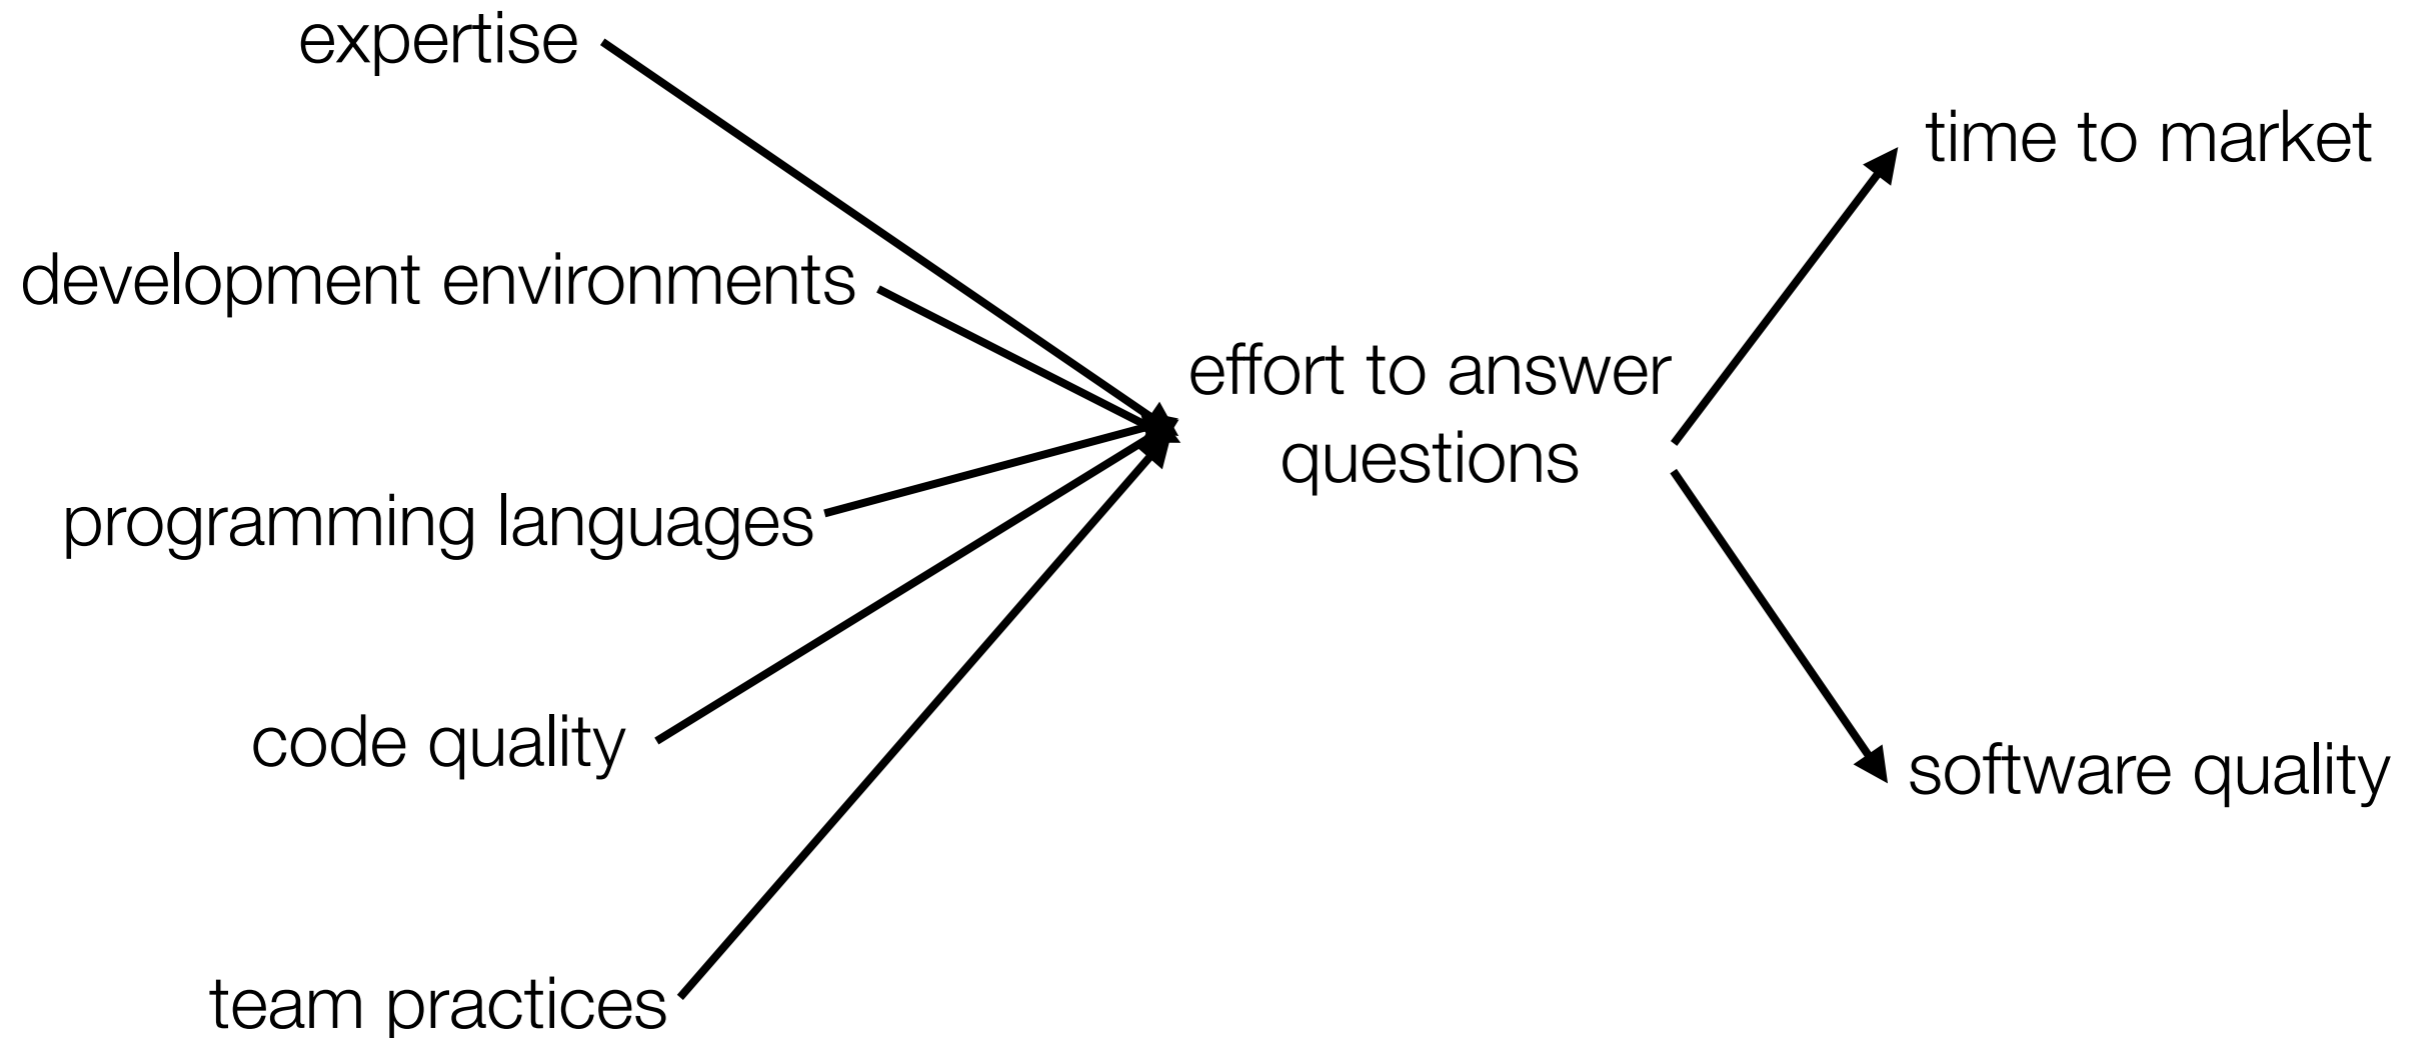 expertise
development environments
programming languages
code quality
team practices
effort to answer
questions
time to market
software quality